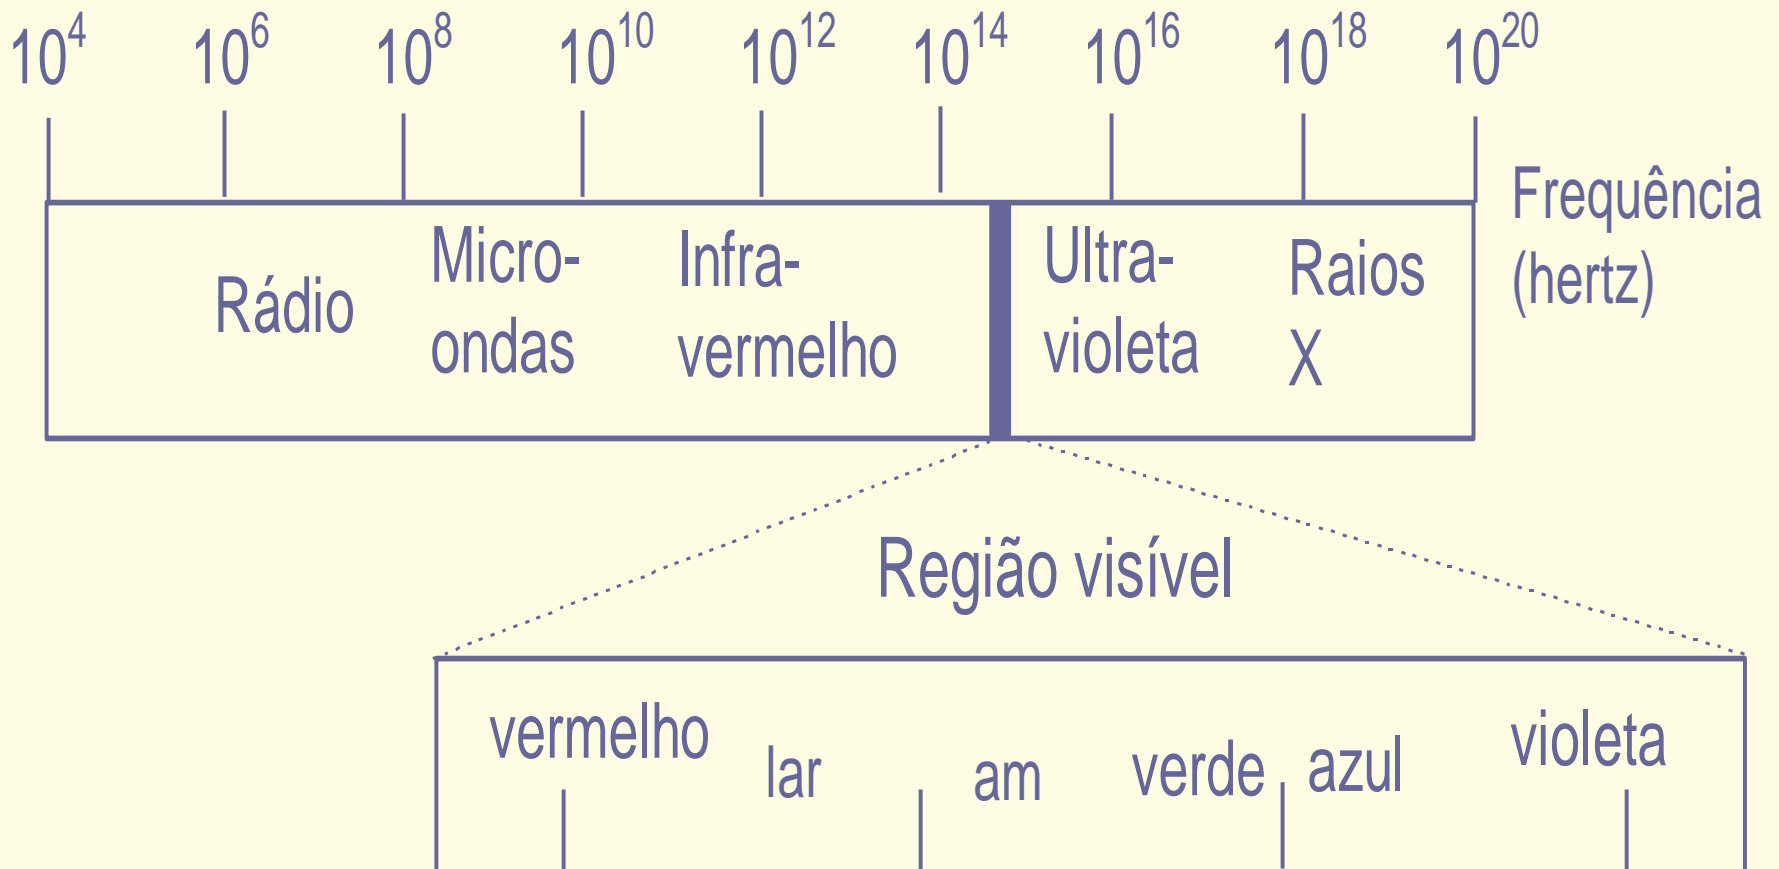 10^4 10^6 10^8 10^10 10^12 10^14 10^16 10^18 10^20
Frequência
(hertz)
Rádio
Micro-
ondas
Infra-
vermelho
Ultra-
violeta
Raios
X
Região visível
vermelho lar am verde azul violeta